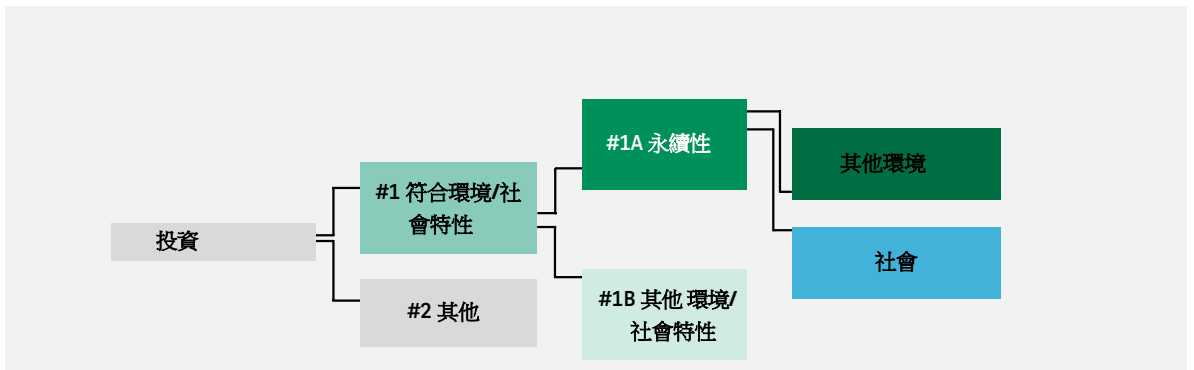 投資
#1 符合環境/社
會特性
#2 其他
#1A 永續性
#1B 其他 環境/
社會特性
其他環境
社會